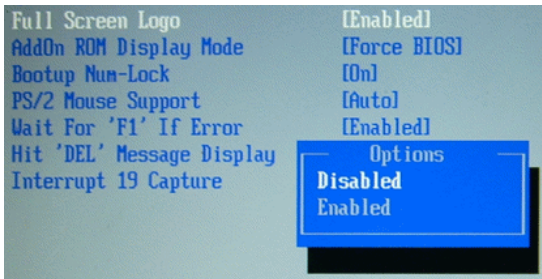 Full Screen Logo [Enabled]
AddOn ROM Display Mode [Force BIOS]
Bootup Num-Lock [On]
PS/2 Mouse Support [Auto]
Wait For 'F1' If Error [Enabled]
Hit 'DEL' Message Display
Interrupt 19 Capture
Options
Disabled
Enabled